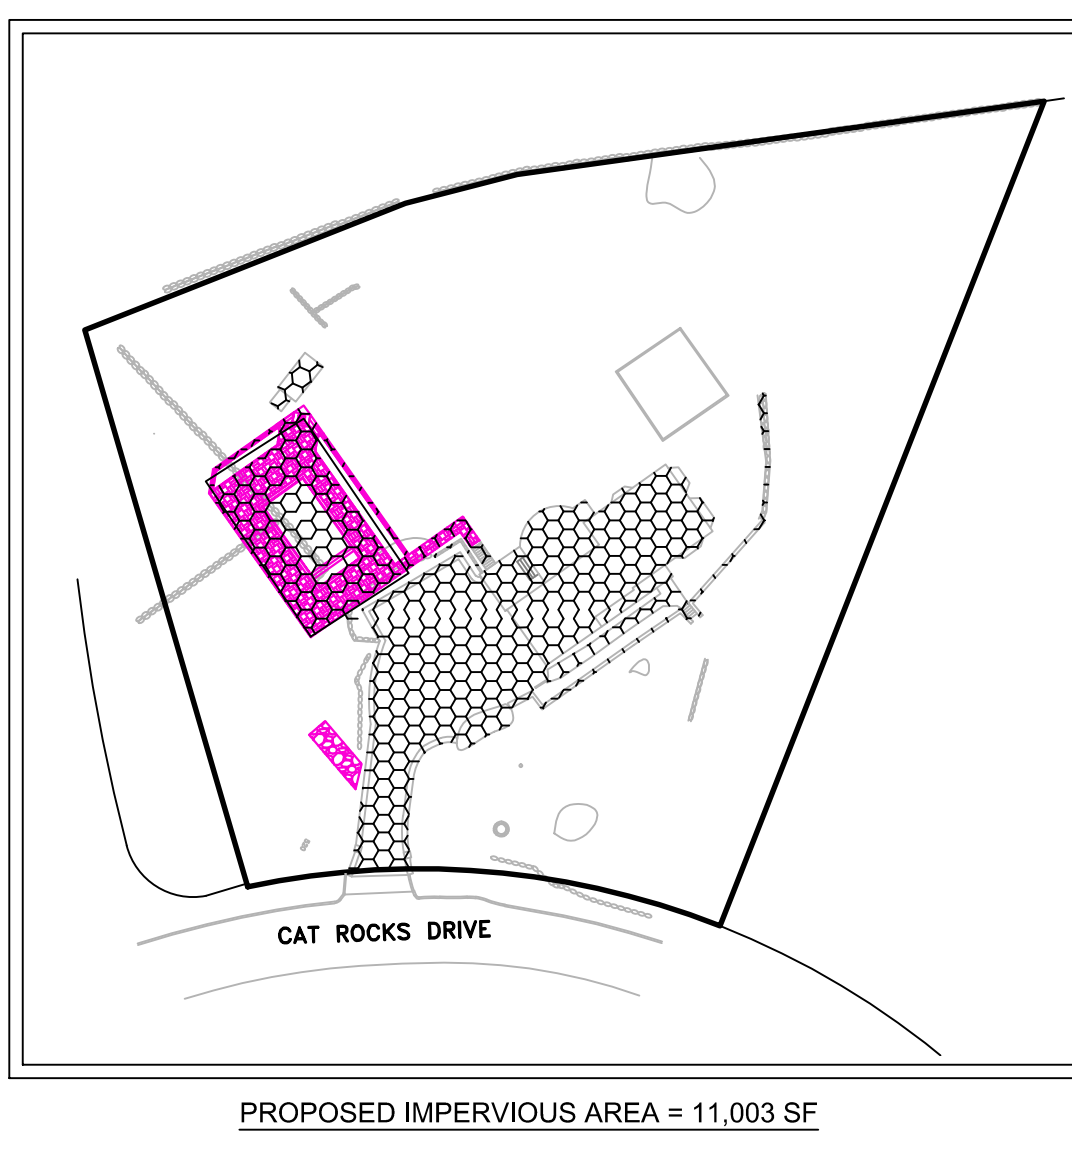 CAT ROCKS DRIVE
PROPOSED IMPERVIOUS AREA = 11,003 SF